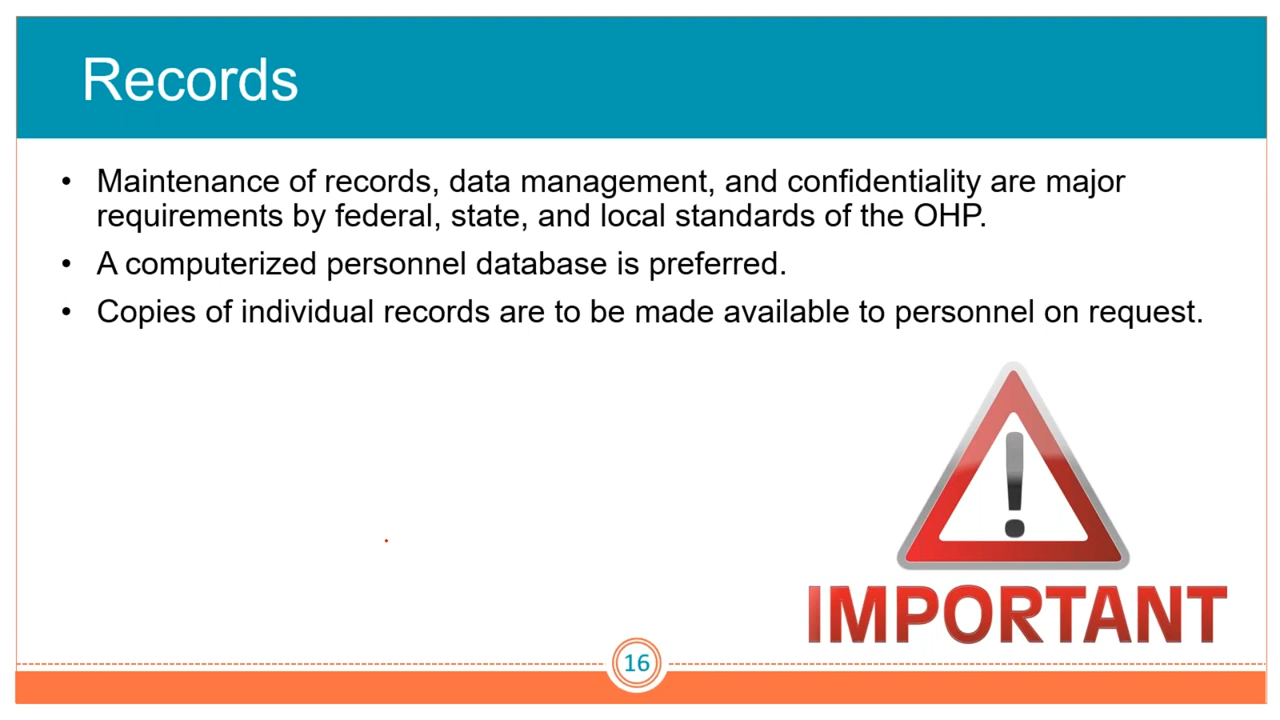 Records
• Maintenance of records, data management, and confidentiality are major
requirements by federal, state, and local standards of the OHP.
• A computerized personnel database is preferred.
• Copies of individual records are to be made available to personnel on request.
IMPORTANT
16